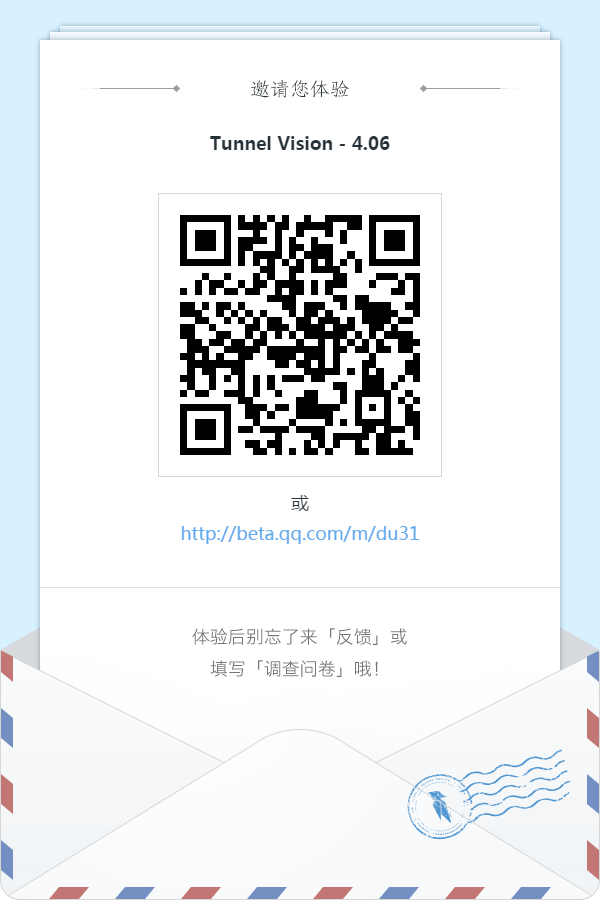 邀请您体验
Tunnel Vision - 4.06
或
http://beta.qq.com/m/du31
体验后别忘了来「反馈」或
填写「调查问卷」哦！